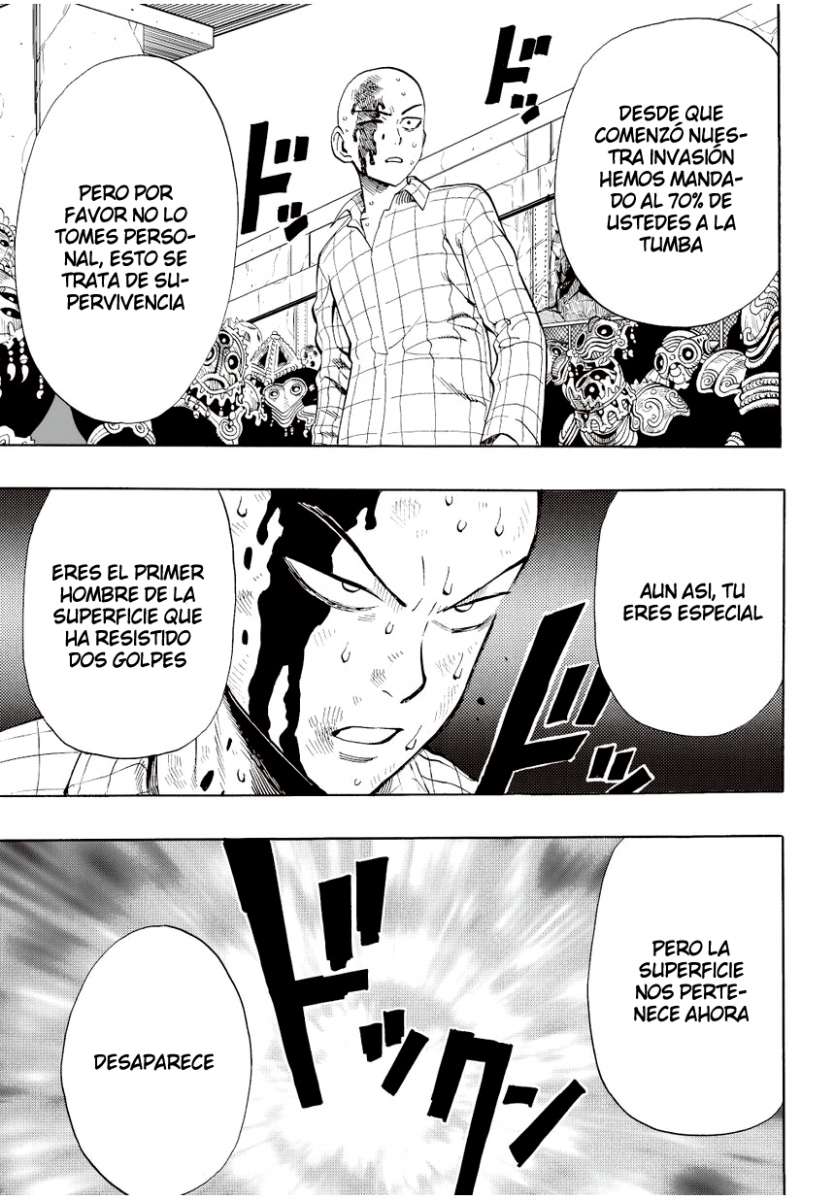 DESDE QUE
COMENZÓ NUES-
TRA INVASIÓN
HEMOS MANDA-
DO AL 70% DE
USTEDES A LA
TUMBA
ド
ド
PERO POR
FAVOR NO LO
TOMES PERSO-
NAL, ESTO SE
TRATA DE SU-
PERVIVENCIA
AUN ASI, TU
ERES ESPECIAL
ド
ERES EL PRIMER
HOMBRE DE LA
SUPERFICIE QUE
HA RESISTIDO
DOS GOLPES
PERO LA
SUPERFICIE
NOS PERTE-
NECE AHORA
ドックン
DESAPARECE